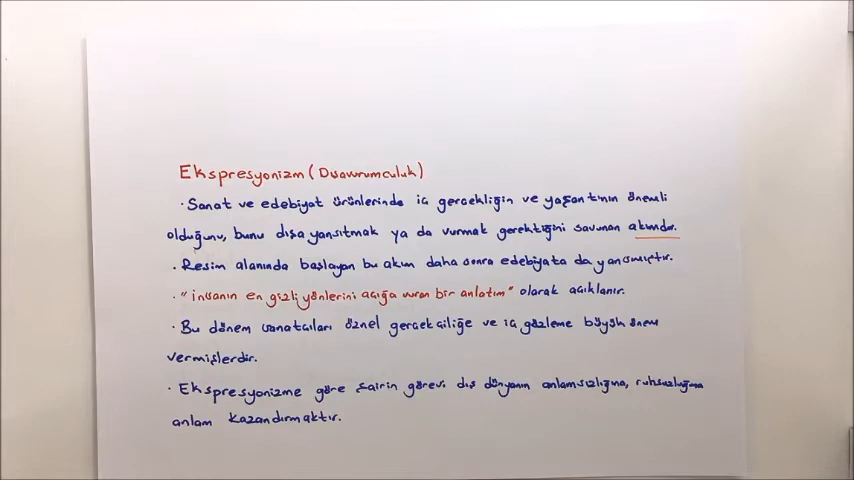 Ekspresyonizm (Dışavurumculuk)
· Sanat ve edebiyat ürünlerinde iç gerçekliğin ve yaşantının önemli
olduğunu, bunu dışa yansıtmak ya da vurmak gerektiğini savunan akımdır.
· Resim alanında başlayan bu akım daha sonra edebiyata da yansımıştır.
· "insanın en gizli yönlerini açığa vuran bir anlatım" olarak açıklanır.
· Bu dönem sanatçıları öznel gerçekçiliğe ve iç gözleme büyük önem
vermişlerdir.
· Ekspresyonizme göre şairin görevi dış dünyanın anlamsızlığına, ruhsuzluğuna
anlam kazandırmaktır.